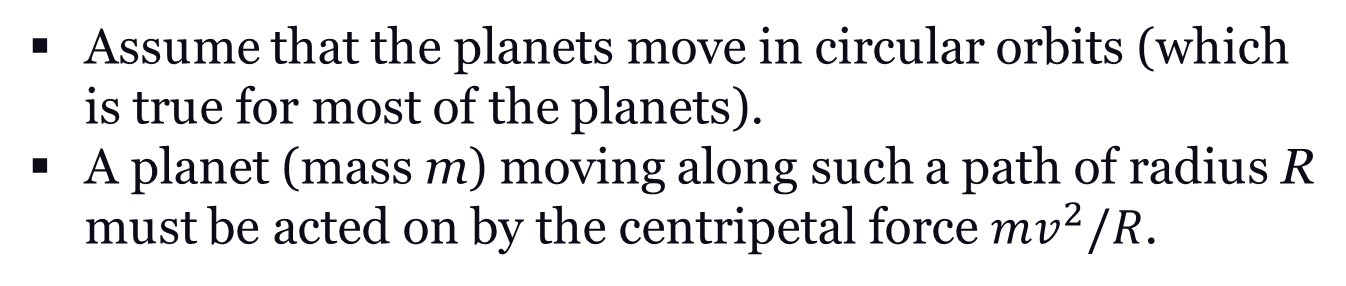 ▪ Assume that the planets move in circular orbits (which
is true for most of the planets).
▪ A planet (mass m) moving along such a path of radius R
must be acted on by the centripetal force mv²/R.